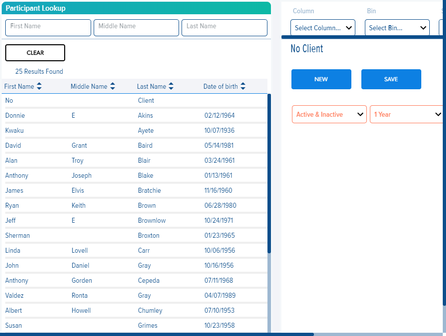 Participant Lookup
First Name Middle Name Last Name
CLEAR
25 Results Found
First Name Middle Name Last Name Date of birth
No Client
Donnie E Akins 02/12/1964
Kwaku Ayete 10/07/1936
David Grant Baird 05/14/1981
Alan Troy Blair 03/24/1961
Anthony Joseph Blake 01/13/1961
James Elvis Bratchie 11/16/1960
Ryan Keith Brown 06/28/1980
Jeff E Brownlow 10/24/1971
Sherman Broxton 01/23/1965
Linda Lovell Carr 10/06/1956
John Daniel Gray 10/16/1956
Anthony Gorden Cepeda 07/11/1968
Valdez Ronta Gray 04/07/1989
Albert Howell Chumley 07/10/1953
Susan Grimes 10/23/1958
Column Bin
Select Column... Select Bin...
No Client
NEW SAVE
Active & Inactive 1 Year